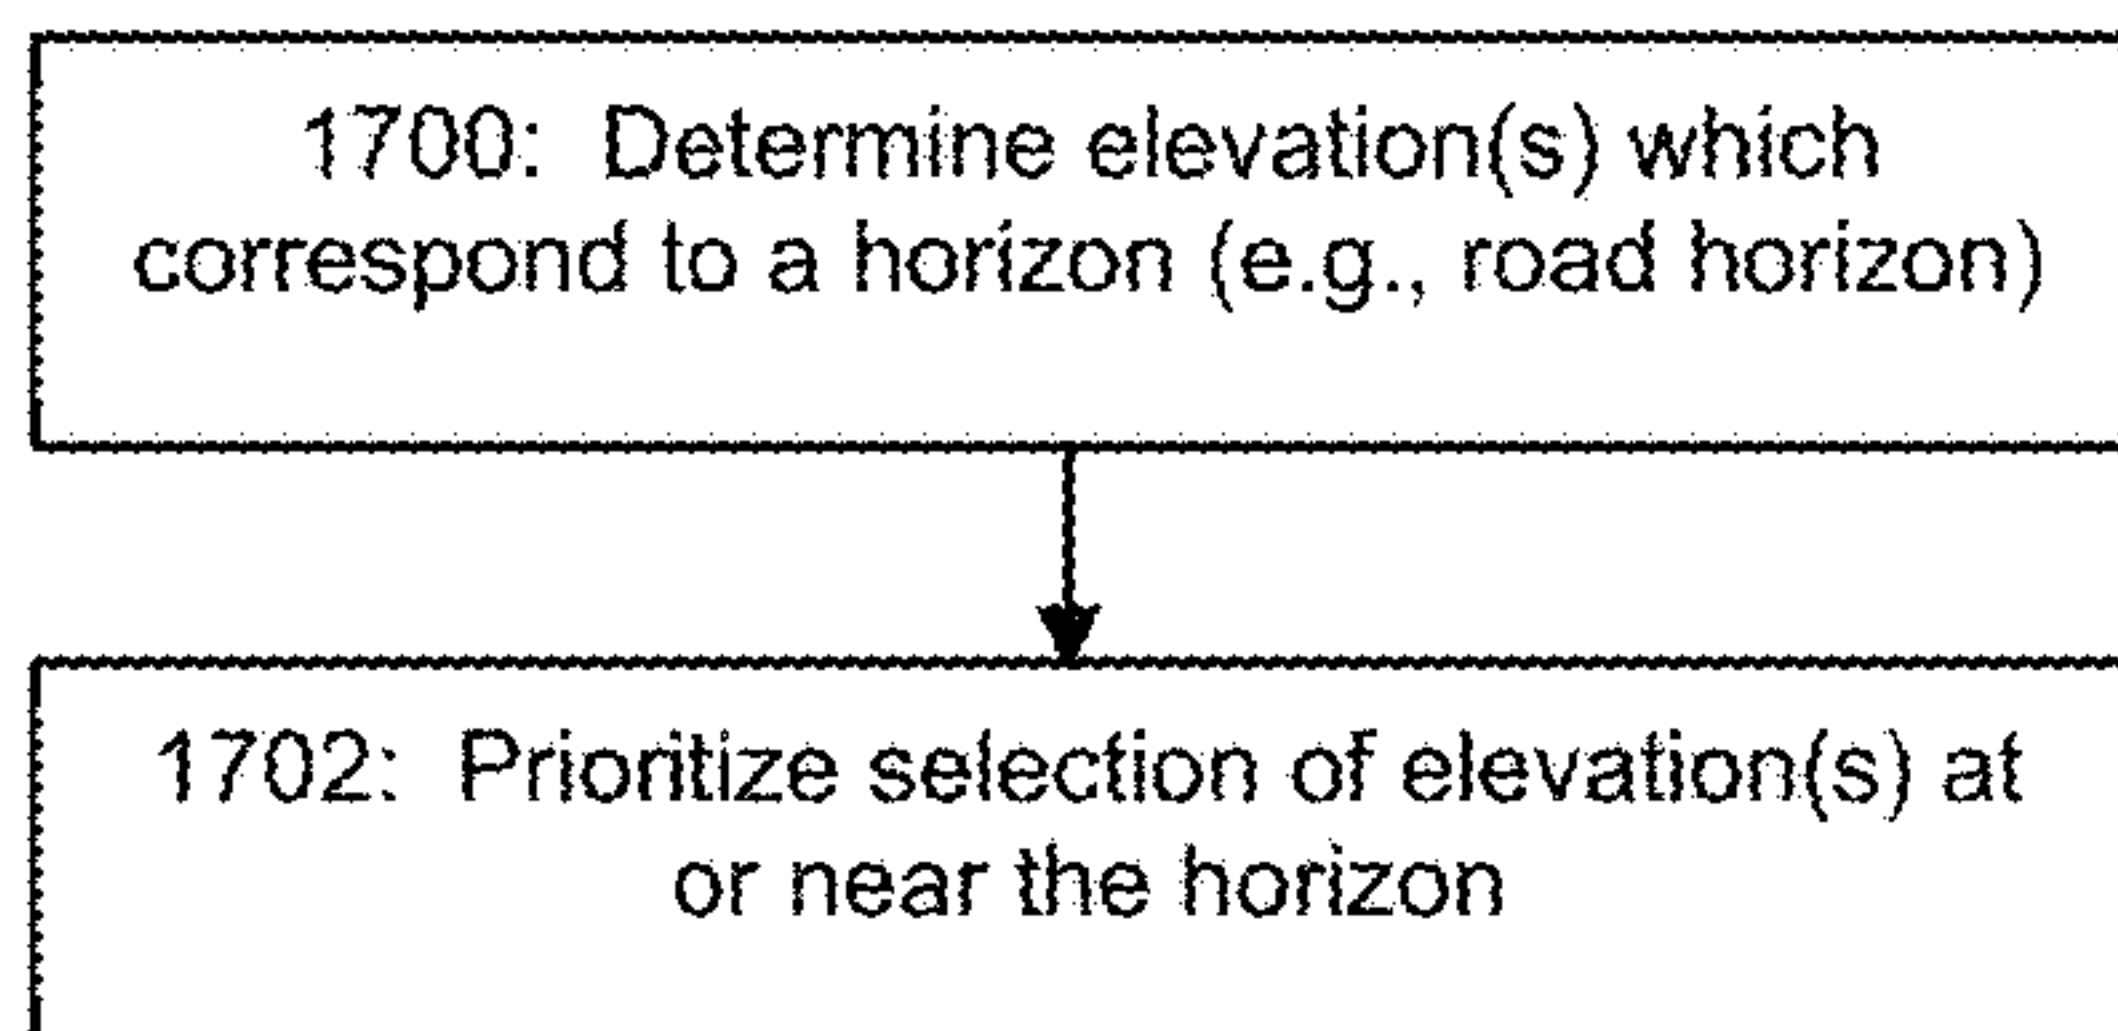 1700: Determine elevation(s) which
correspond to a horizon (e.g., road horizon)
1702: Prioritize selection of elevation(s) at
or near the horizon